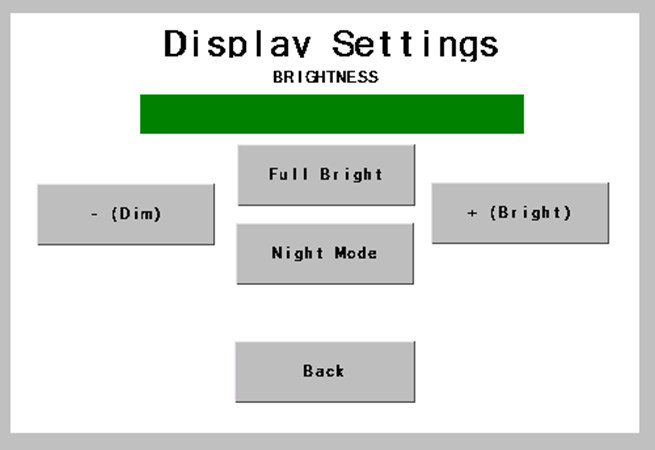 Display Settings
BRIGHTNESS
Full Bright
- (Dim)
+ (Bright)
Night Mode
Back